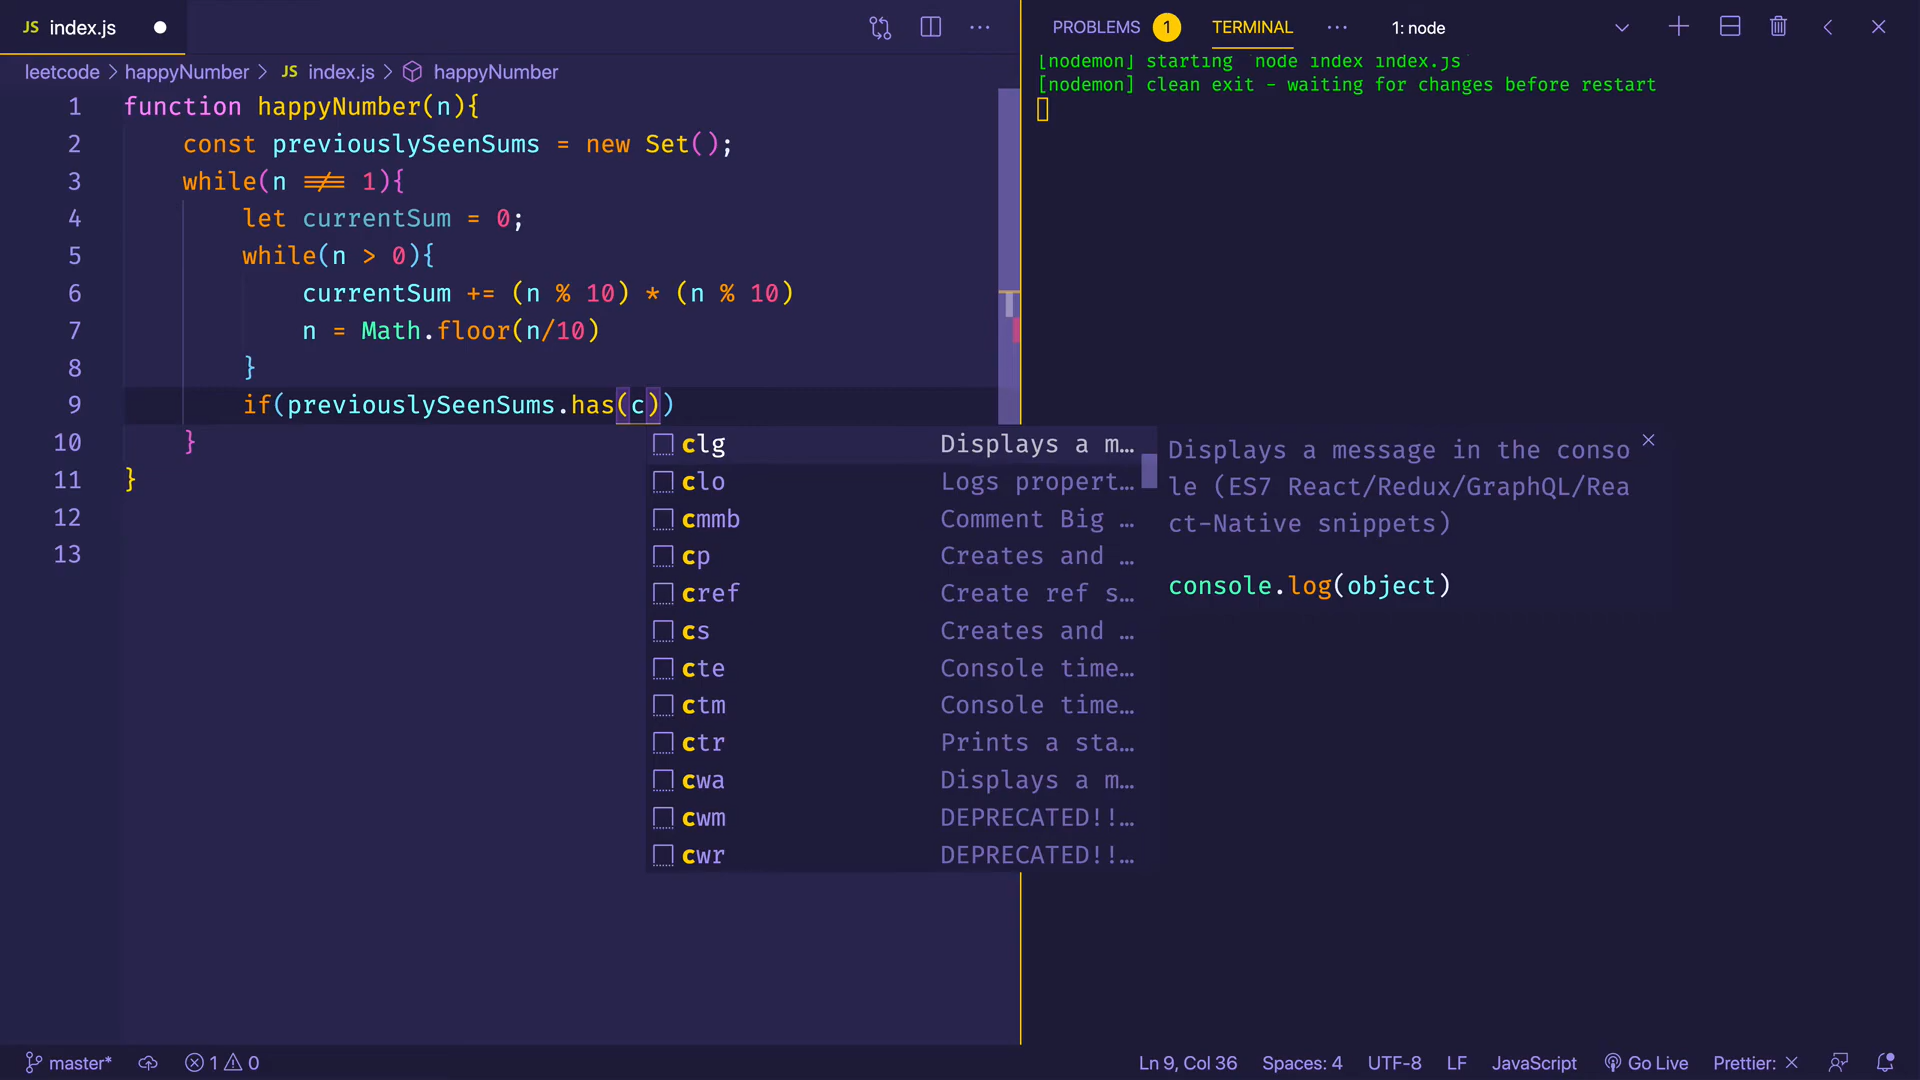 JS index.js
leetcode > happyNumber > JS index.js > happyNumber
1 function happyNumber(n){
2 const previouslySeenSums = new Set();
3 while(n !== 1){
4 let currentSum = 0;
5 while(n > 0){
6 currentSum += (n % 10) * (n % 10)
7 n = Math.floor(n/10)
8 }
9 if(previouslySeenSums.has(c))
10 }
11 }
12
13
clg Displays a m…
clo Logs propert…
cmmb Comment Big …
cp Creates and …
cref Create ref s…
cs Creates and …
cte Console time…
ctm Console time…
ctr Prints a sta…
cwa Displays a m…
cwm DEPRECATED!!…
cwr DEPRECATED!!…
Displays a message in the conso
le (ES7 React/Redux/GraphQL/Rea
ct-Native snippets)
console.log(object)
PROBLEMS 1 TERMINAL ··· 1: node
[nodemon] starting node index index.js
[nodemon] clean exit - waiting for changes before restart
master* 1 0 Ln 9, Col 36 Spaces: 4 UTF-8 LF JavaScript Go Live Prettier: ×